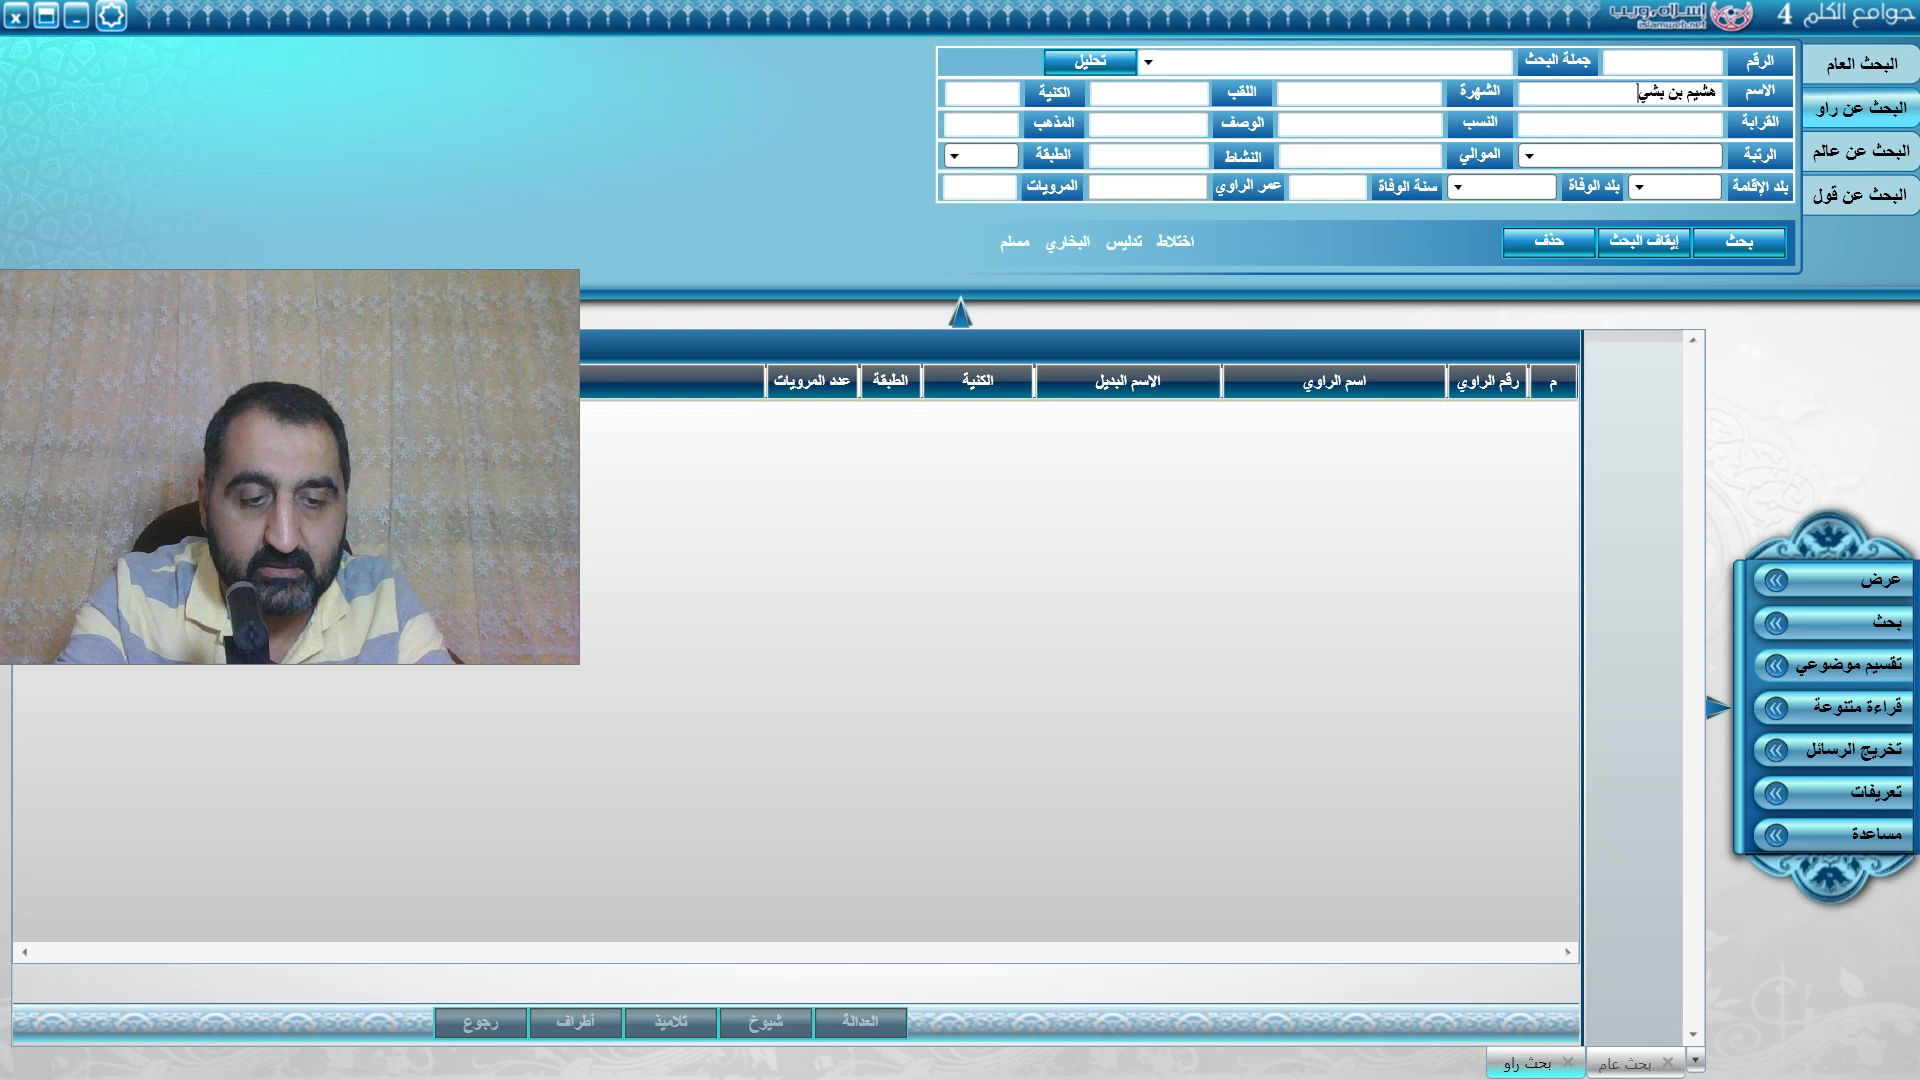 جوامع الكلم 4 إسلام ويب islamweb.net
البحث العام
البحث عن راو
البحث عن عالم
البحث عن قول
الرقم جملة البحث تحليل
الاسم هشيم بن بشي الشهرة اللقب الكنية
القرابة النسب الوصف المذهب
الرتبة الموالي النشاط الطبقة
بلد الإقامة بلد الوفاة سنة الوفاة عمر الراوي المرويات
بحث إيقاف البحث حذف اختلاط تدليس البخاري مسلم
م رقم الراوي اسم الراوي الاسم البديل الكنية الطبقة عدد المرويات
عرض
بحث
تقسيم موضوعي
قراءة متنوعة
تخريج الرسائل
تعريفات
مساعدة
العدالة شيوخ تلاميذ أطراف رجوع
بحث عام بحث راو